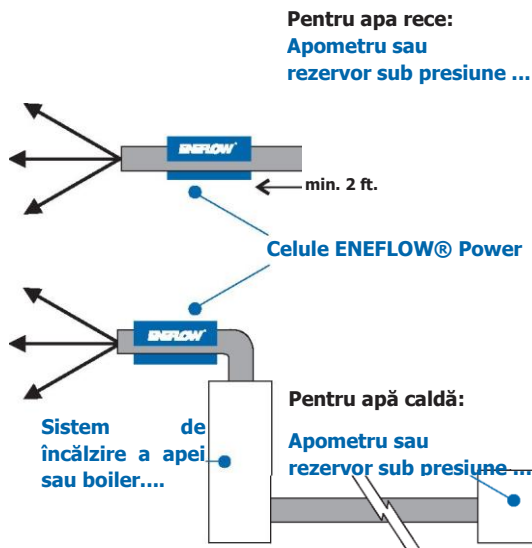 Pentru apa rece:
Apometru sau
rezervor sub presiune ...
ENEFLOW
min. 2 ft.
Celule ENEFLOW® Power
ENEFLOW
Pentru apă caldă:
Sistem de
încălzire a apei
sau boiler....
Apometru sau
rezervor sub presiune ...